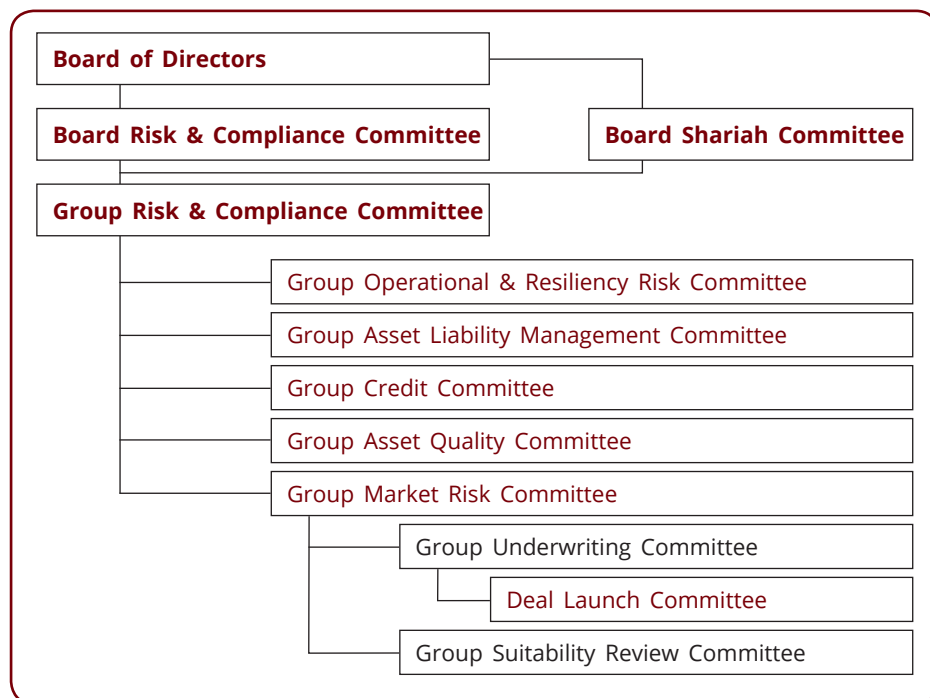 Board of Directors
Board Risk & Compliance Committee
Board Shariah Committee
Group Risk & Compliance Committee
Group Operational & Resiliency Risk Committee
Group Asset Liability Management Committee
Group Credit Committee
Group Asset Quality Committee
Group Market Risk Committee
Group Underwriting Committee
Deal Launch Committee
Group Suitability Review Committee